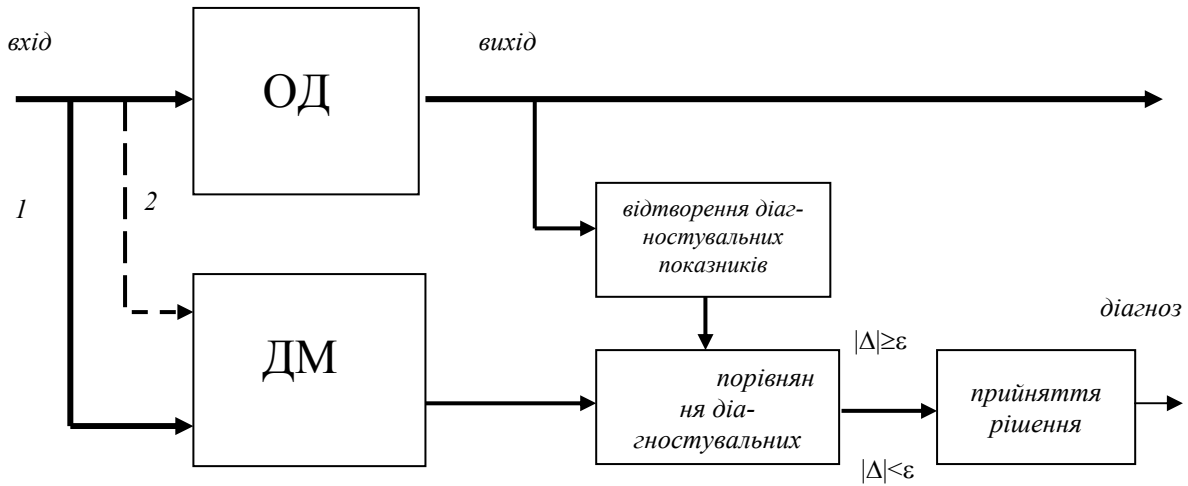 вхід
вихід
ОД
1
2
відтворення діаг-
ностувальних
показників
діагноз
ДМ
|Δ|≥ε
порівнян
ня діа-
гностувальних
прийняття
рішення
|Δ|<ε